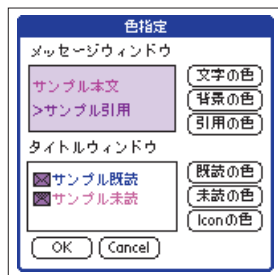 色指定
メッセージウィンドウ
サンプル本文
>サンプル引用
文字の色
背景の色
引用の色
タイトルウィンドウ
サンプル既読
サンプル未読
既読の色
未読の色
Iconの色
OK
Cancel